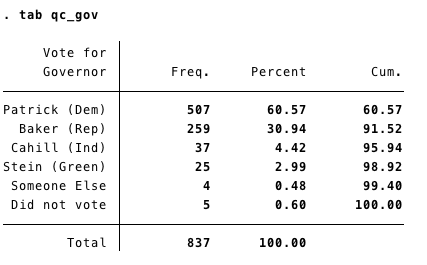 . tab qc_gov
Vote for
Governor Freq. Percent Cum.
Patrick (Dem) 507 60.57 60.57
Baker (Rep) 259 30.94 91.52
Cahill (Ind) 37 4.42 95.94
Stein (Green) 25 2.99 98.92
Someone Else 4 0.48 99.40
Did not vote 5 0.60 100.00
Total 837 100.00